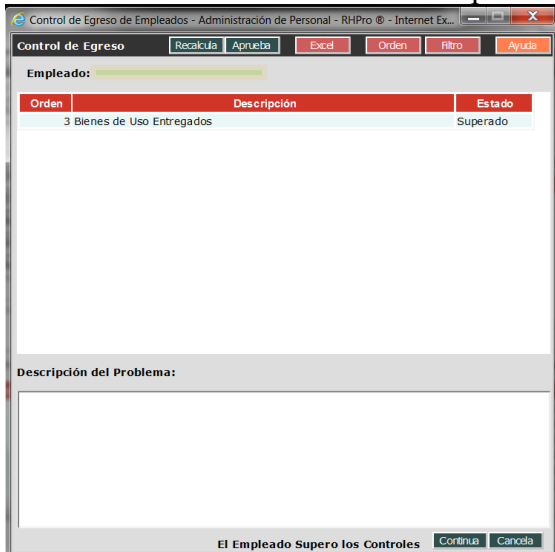 Control de Egreso de Empleados - Administración de Personal - RHPro ® - Internet Ex...
Control de Egreso Recalcula Aprueba Excel Orden Filtro Ayuda
Empleado:
Orden Descripción Estado
3 Bienes de Uso Entregados Superado
Descripción del Problema:
El Empleado Supero los Controles Continua Cancela